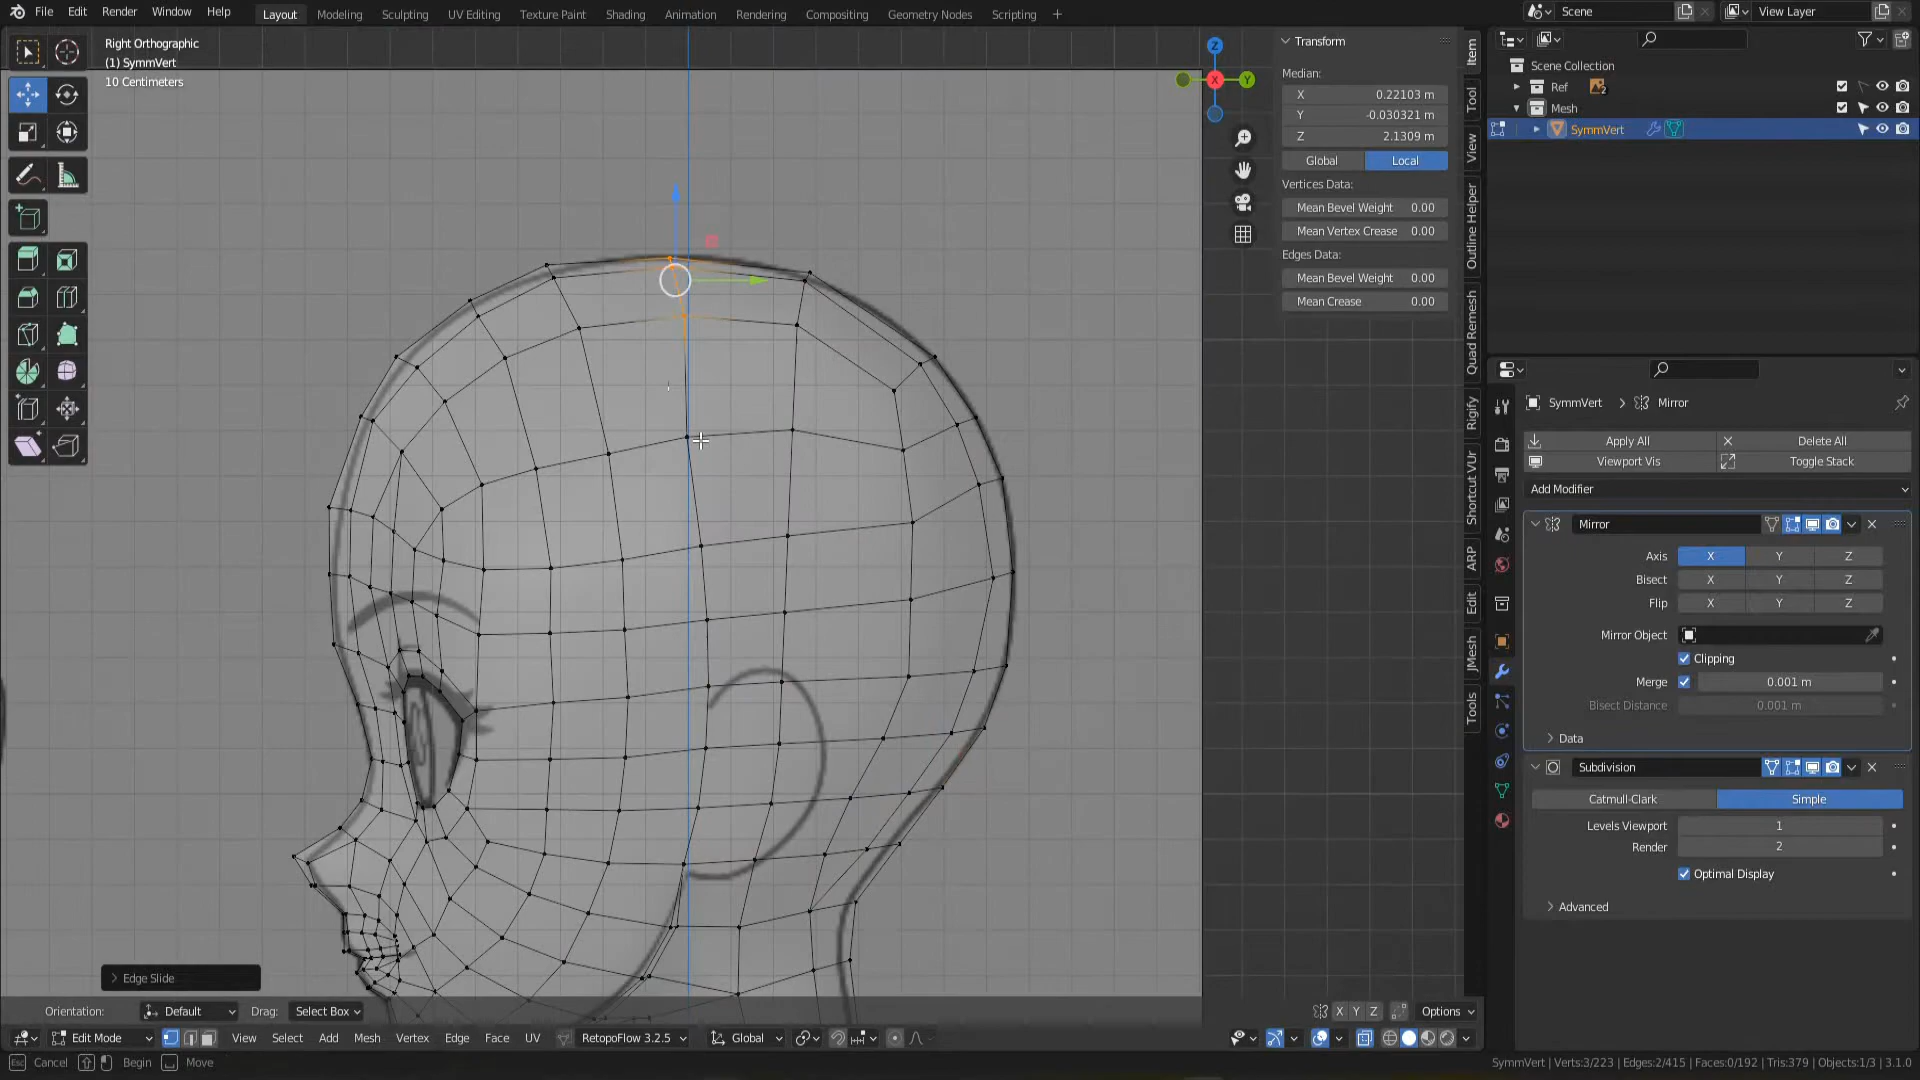 File Edit Render Window Help Layout Modeling Sculpting UV Editing Texture Paint Shading Animation Rendering Compositing Geometry Nodes Scripting + Scene View Layer
Right Orthographic
(1) SymmVert
10 Centimeters
Transform
Median:
X 0.22103 m
Y -0.030321 m
Z 2.1309 m
Global Local
Vertices Data:
Mean Bevel Weight 0.00
Mean Vertex Crease 0.00
Edges Data:
Mean Bevel Weight 0.00
Mean Crease 0.00
Z
X
Y
Item
Tool
View
Outline Helper
Quad Remesh
Rigify
Shortcut VUr
ARP
Edit
JMesh
Tools
Scene Collection
Ref 2
Mesh
SymmVert
SymmVert > Mirror
Apply All Delete All
Viewport Vis Toggle Stack
Add Modifier
Mirror
Axis X Y Z
Bisect X Y Z
Flip X Y Z
Mirror Object
Clipping
Merge 0.001 m
Bisect Distance 0.001 m
Data
Subdivision
Catmull-Clark Simple
Levels Viewport 1
Render 2
Optimal Display
Advanced
Edge Slide
Orientation: Default Drag: Select Box X Y Z Options
Edit Mode View Select Add Mesh Vertex Edge Face UV RetopoFlow 3.2.5 Global
Esc Cancel Begin Move SymmVert | Verts:3/223 | Edges:2/415 | Faces:0/192 | Tris:379 | Objects:1/3 | 3.1.0